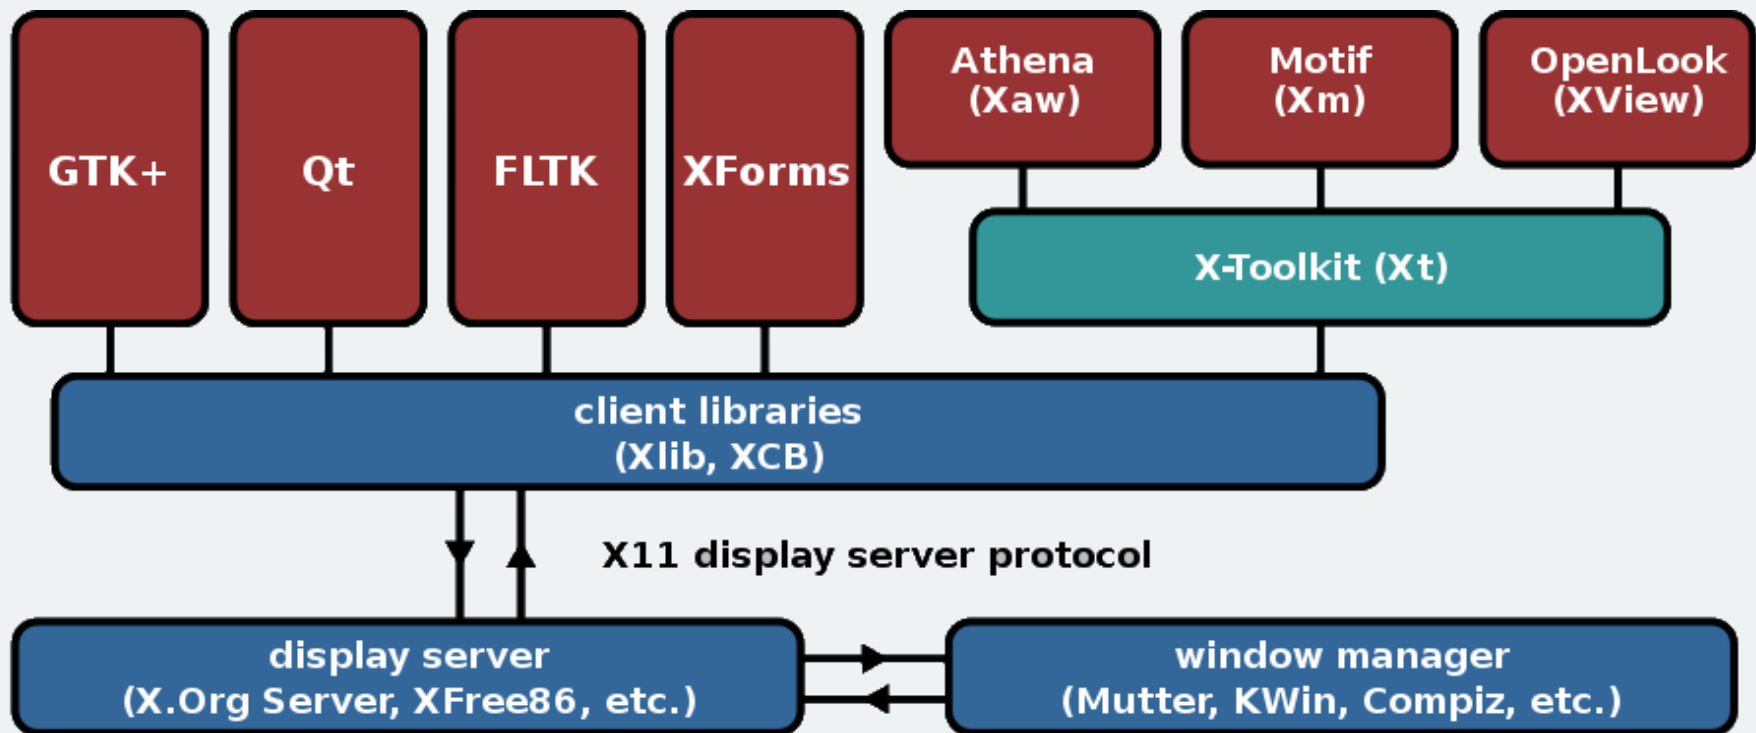 GTK+
Qt
FLTK
XForms
Athena
(Xaw)
Motif
(Xm)
OpenLook
(XView)
X-Toolkit (Xt)
client libraries
(Xlib, XCB)
X11 display server protocol
display server
(X.Org Server, XFree86, etc.)
window manager
(Mutter, KWin, Compiz, etc.)